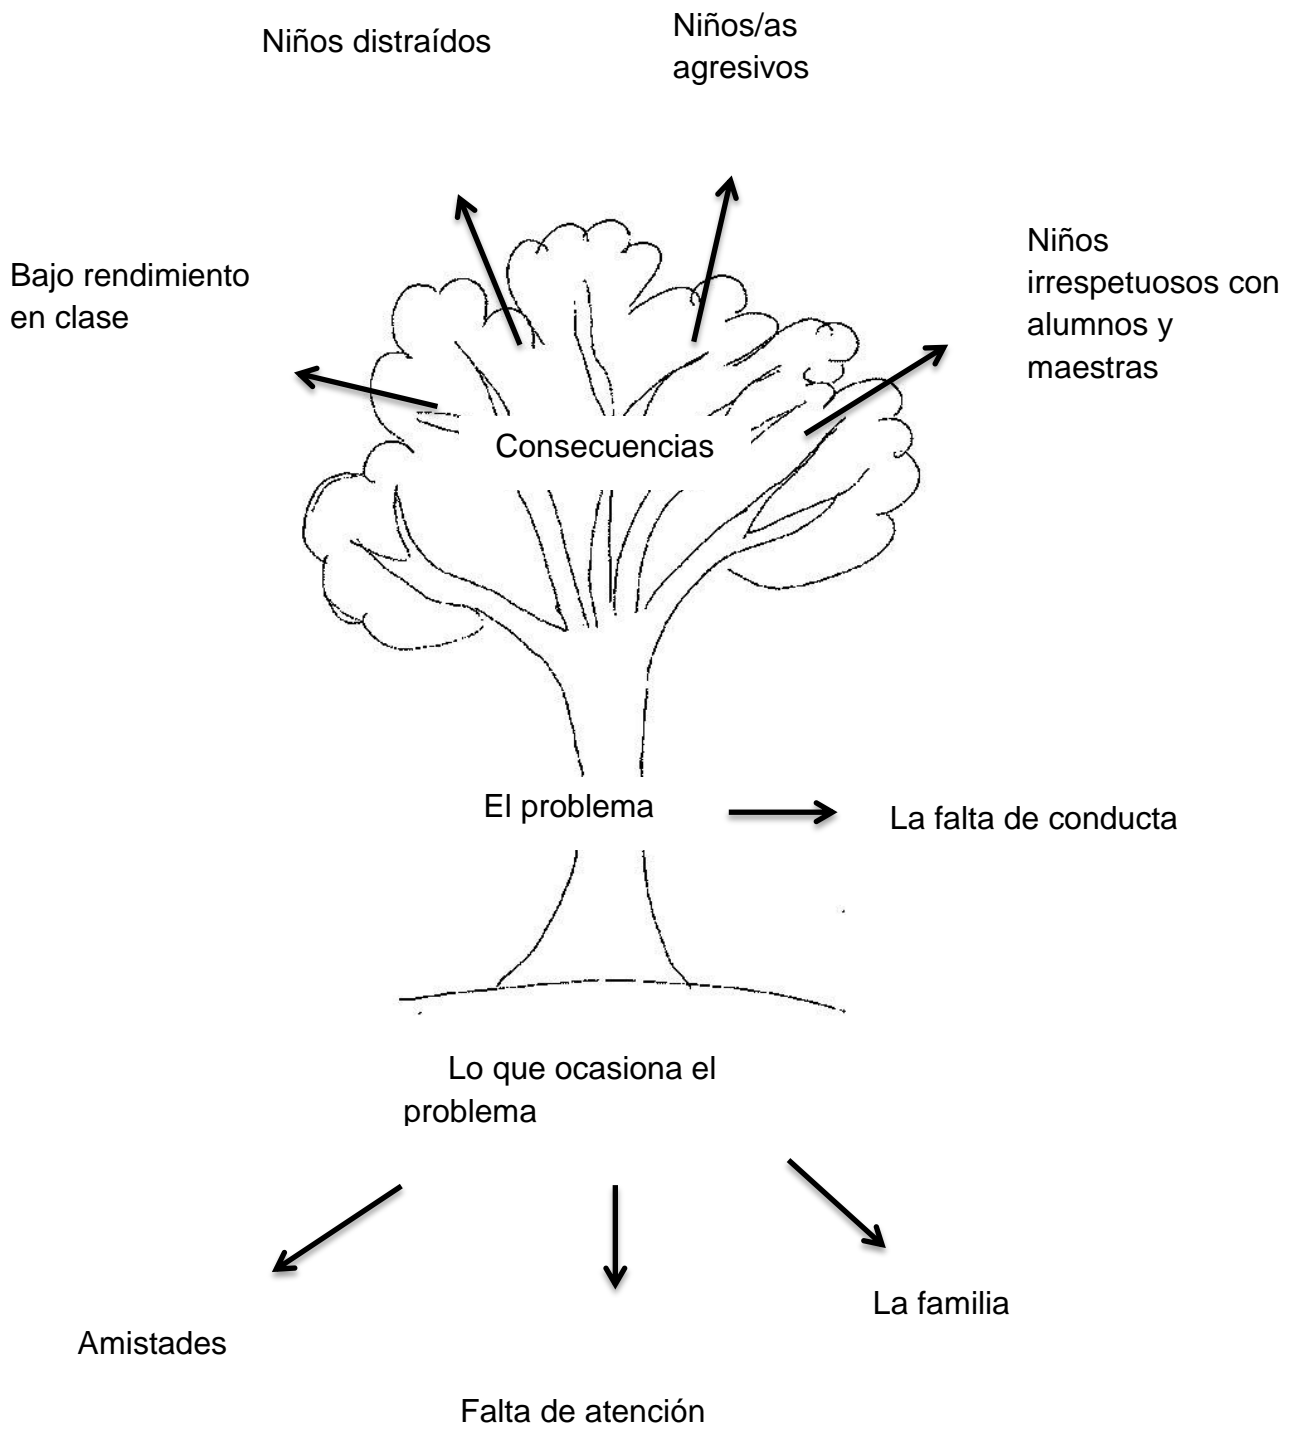 Niños distraídos
Niños/as
agresivos
Bajo rendimiento
en clase
Niños
irrespetuosos con
alumnos y
maestras
Consecuencias
El problema
La falta de conducta
Lo que ocasiona el
problema
Amistades
La familia
Falta de atención